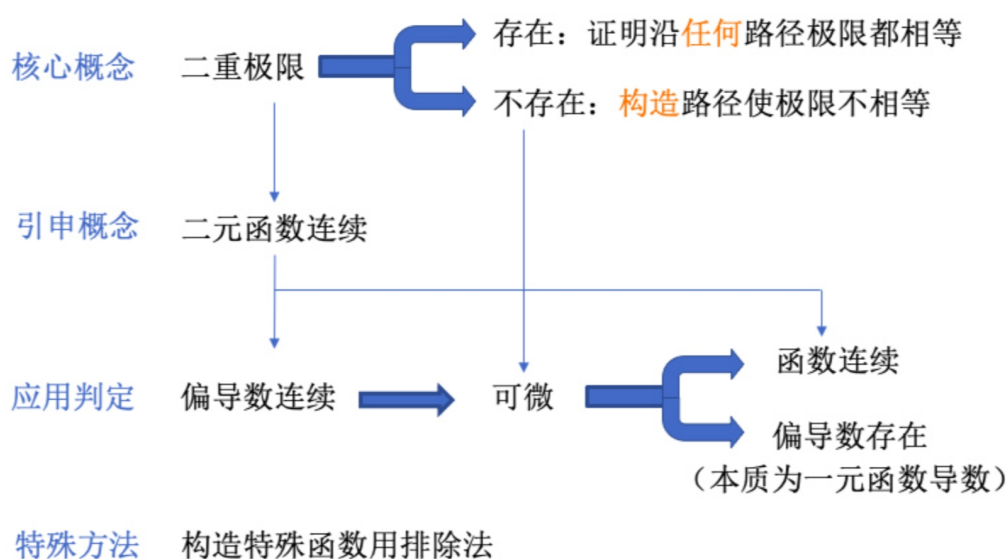 存在：证明沿任何路径极限都相等
核心概念 二重极限
不存在：构造路径使极限不相等
引申概念 二元函数连续
函数连续
应用判定 偏导数连续 可微
偏导数存在
（本质为一元函数导数）
特殊方法 构造特殊函数用排除法